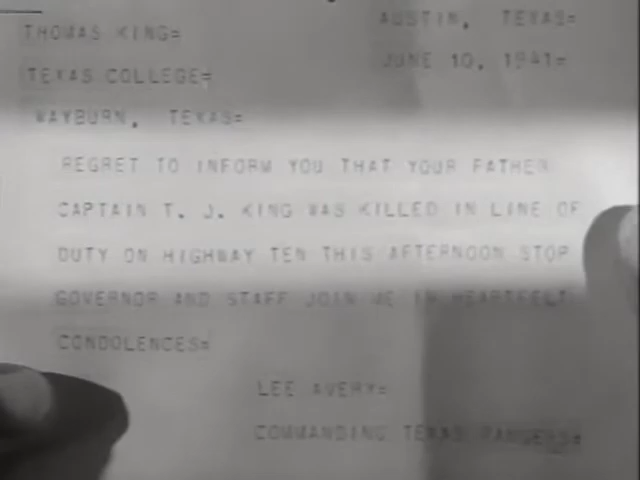 THOMAS KING= AUSTIN, TEXAS=
TEXAS COLLEGE= JUNE 10, 1941=
WAYBURN, TEXAS=
REGRET TO INFORM YOU THAT YOUR FATHER
CAPTAIN T. J. KING WAS KILLED IN LINE OF
DUTY ON HIGHWAY TEN THIS AFTERNOON STOP
GOVERNOR AND STAFF JOIN ME IN HEARTFELT
CONDOLENCES=
LEE AVERY=
COMMANDING TEXAS RANGERS=